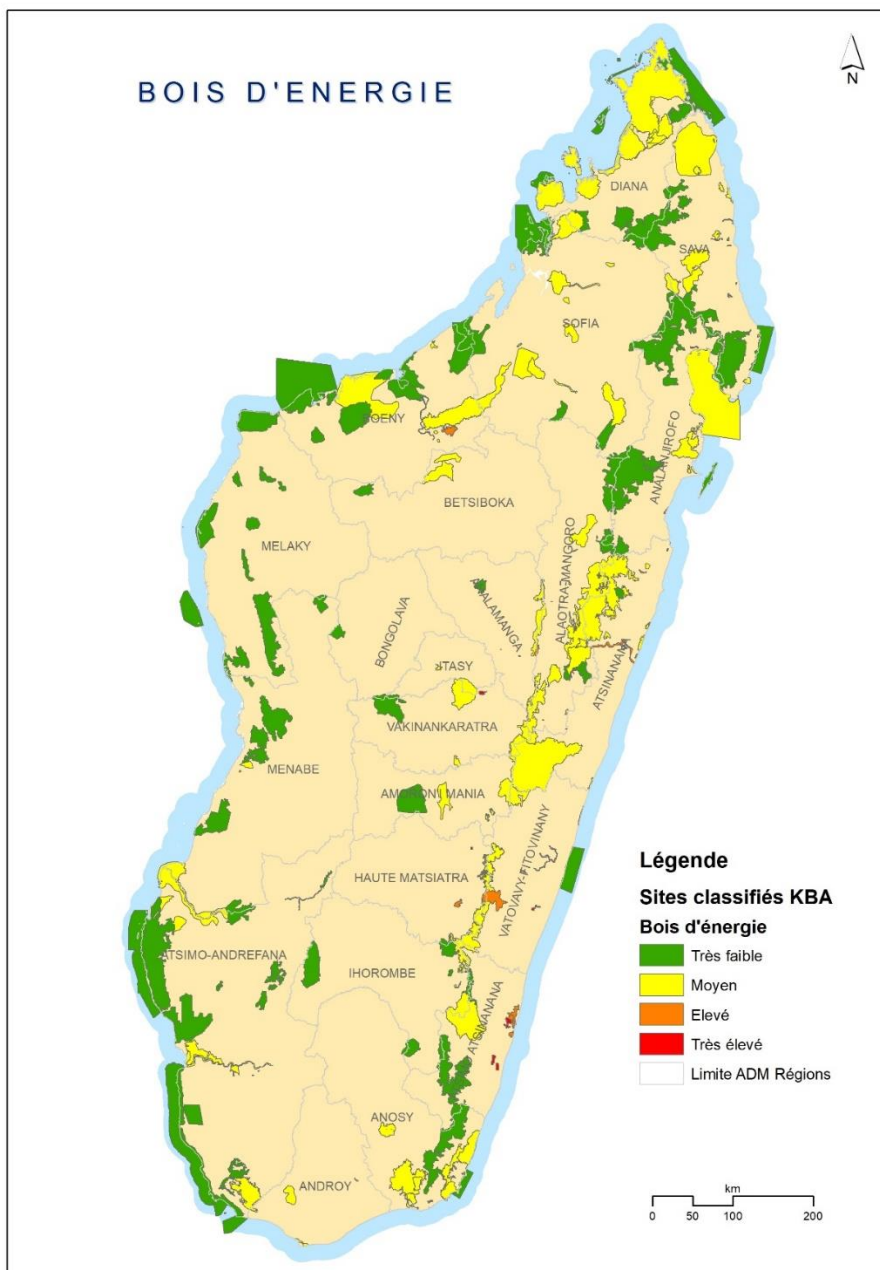 BOIS D'ENERGIE
N
DIANA
SAVA
SOFIA
BOENY
ANALANJIROFO
BETSIBOKA
MELAKY
ALAOTRA-MANGORO
BONGOLAVA
ANALAMANGA
ITASY
ATSINANANA
VAKINANKARATRA
MENABE
AMORONI MANIA
VATOVAVY-FITOVINANY
HAUTE MATSIATRA
ATSIMO-ANDREFANA
IHOROMBE
ATSINANANA
ANOSY
ANDROY
Légende
Sites classifiés KBA
Bois d'énergie
Très faible
Moyen
Elevé
Très élevé
Limite ADM Régions
km
0 50 100 200